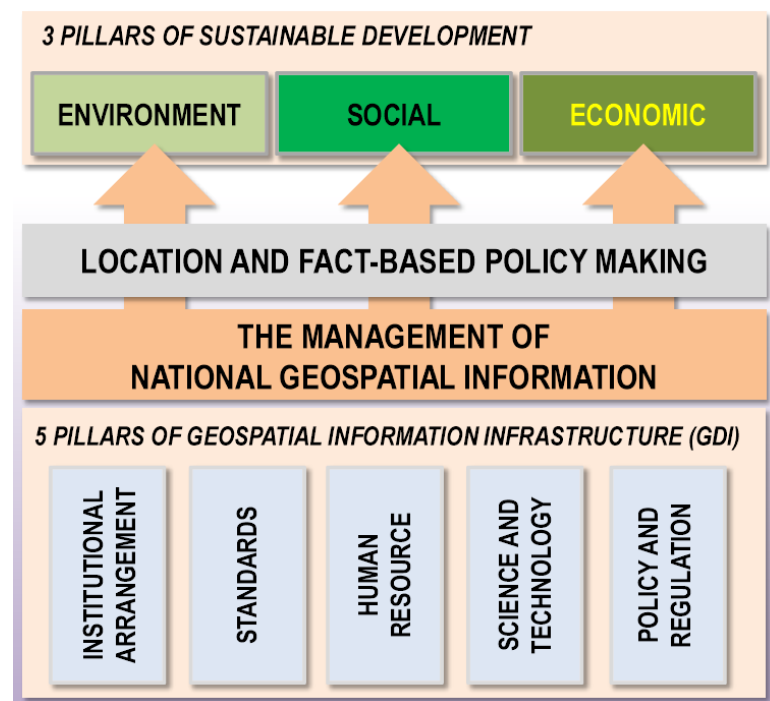 3 PILLARS OF SUSTAINABLE DEVELOPMENT
ENVIRONMENT
SOCIAL
ECONOMIC
LOCATION AND FACT-BASED POLICY MAKING
THE MANAGEMENT OF
NATIONAL GEOSPATIAL INFORMATION
5 PILLARS OF GEOSPATIAL INFORMATION INFRASTRUCTURE (GDI)
INSTITUTIONAL
ARRANGEMENT
STANDARDS
HUMAN
RESOURCE
SCIENCE AND
TECHNOLOGY
POLICY AND
REGULATION